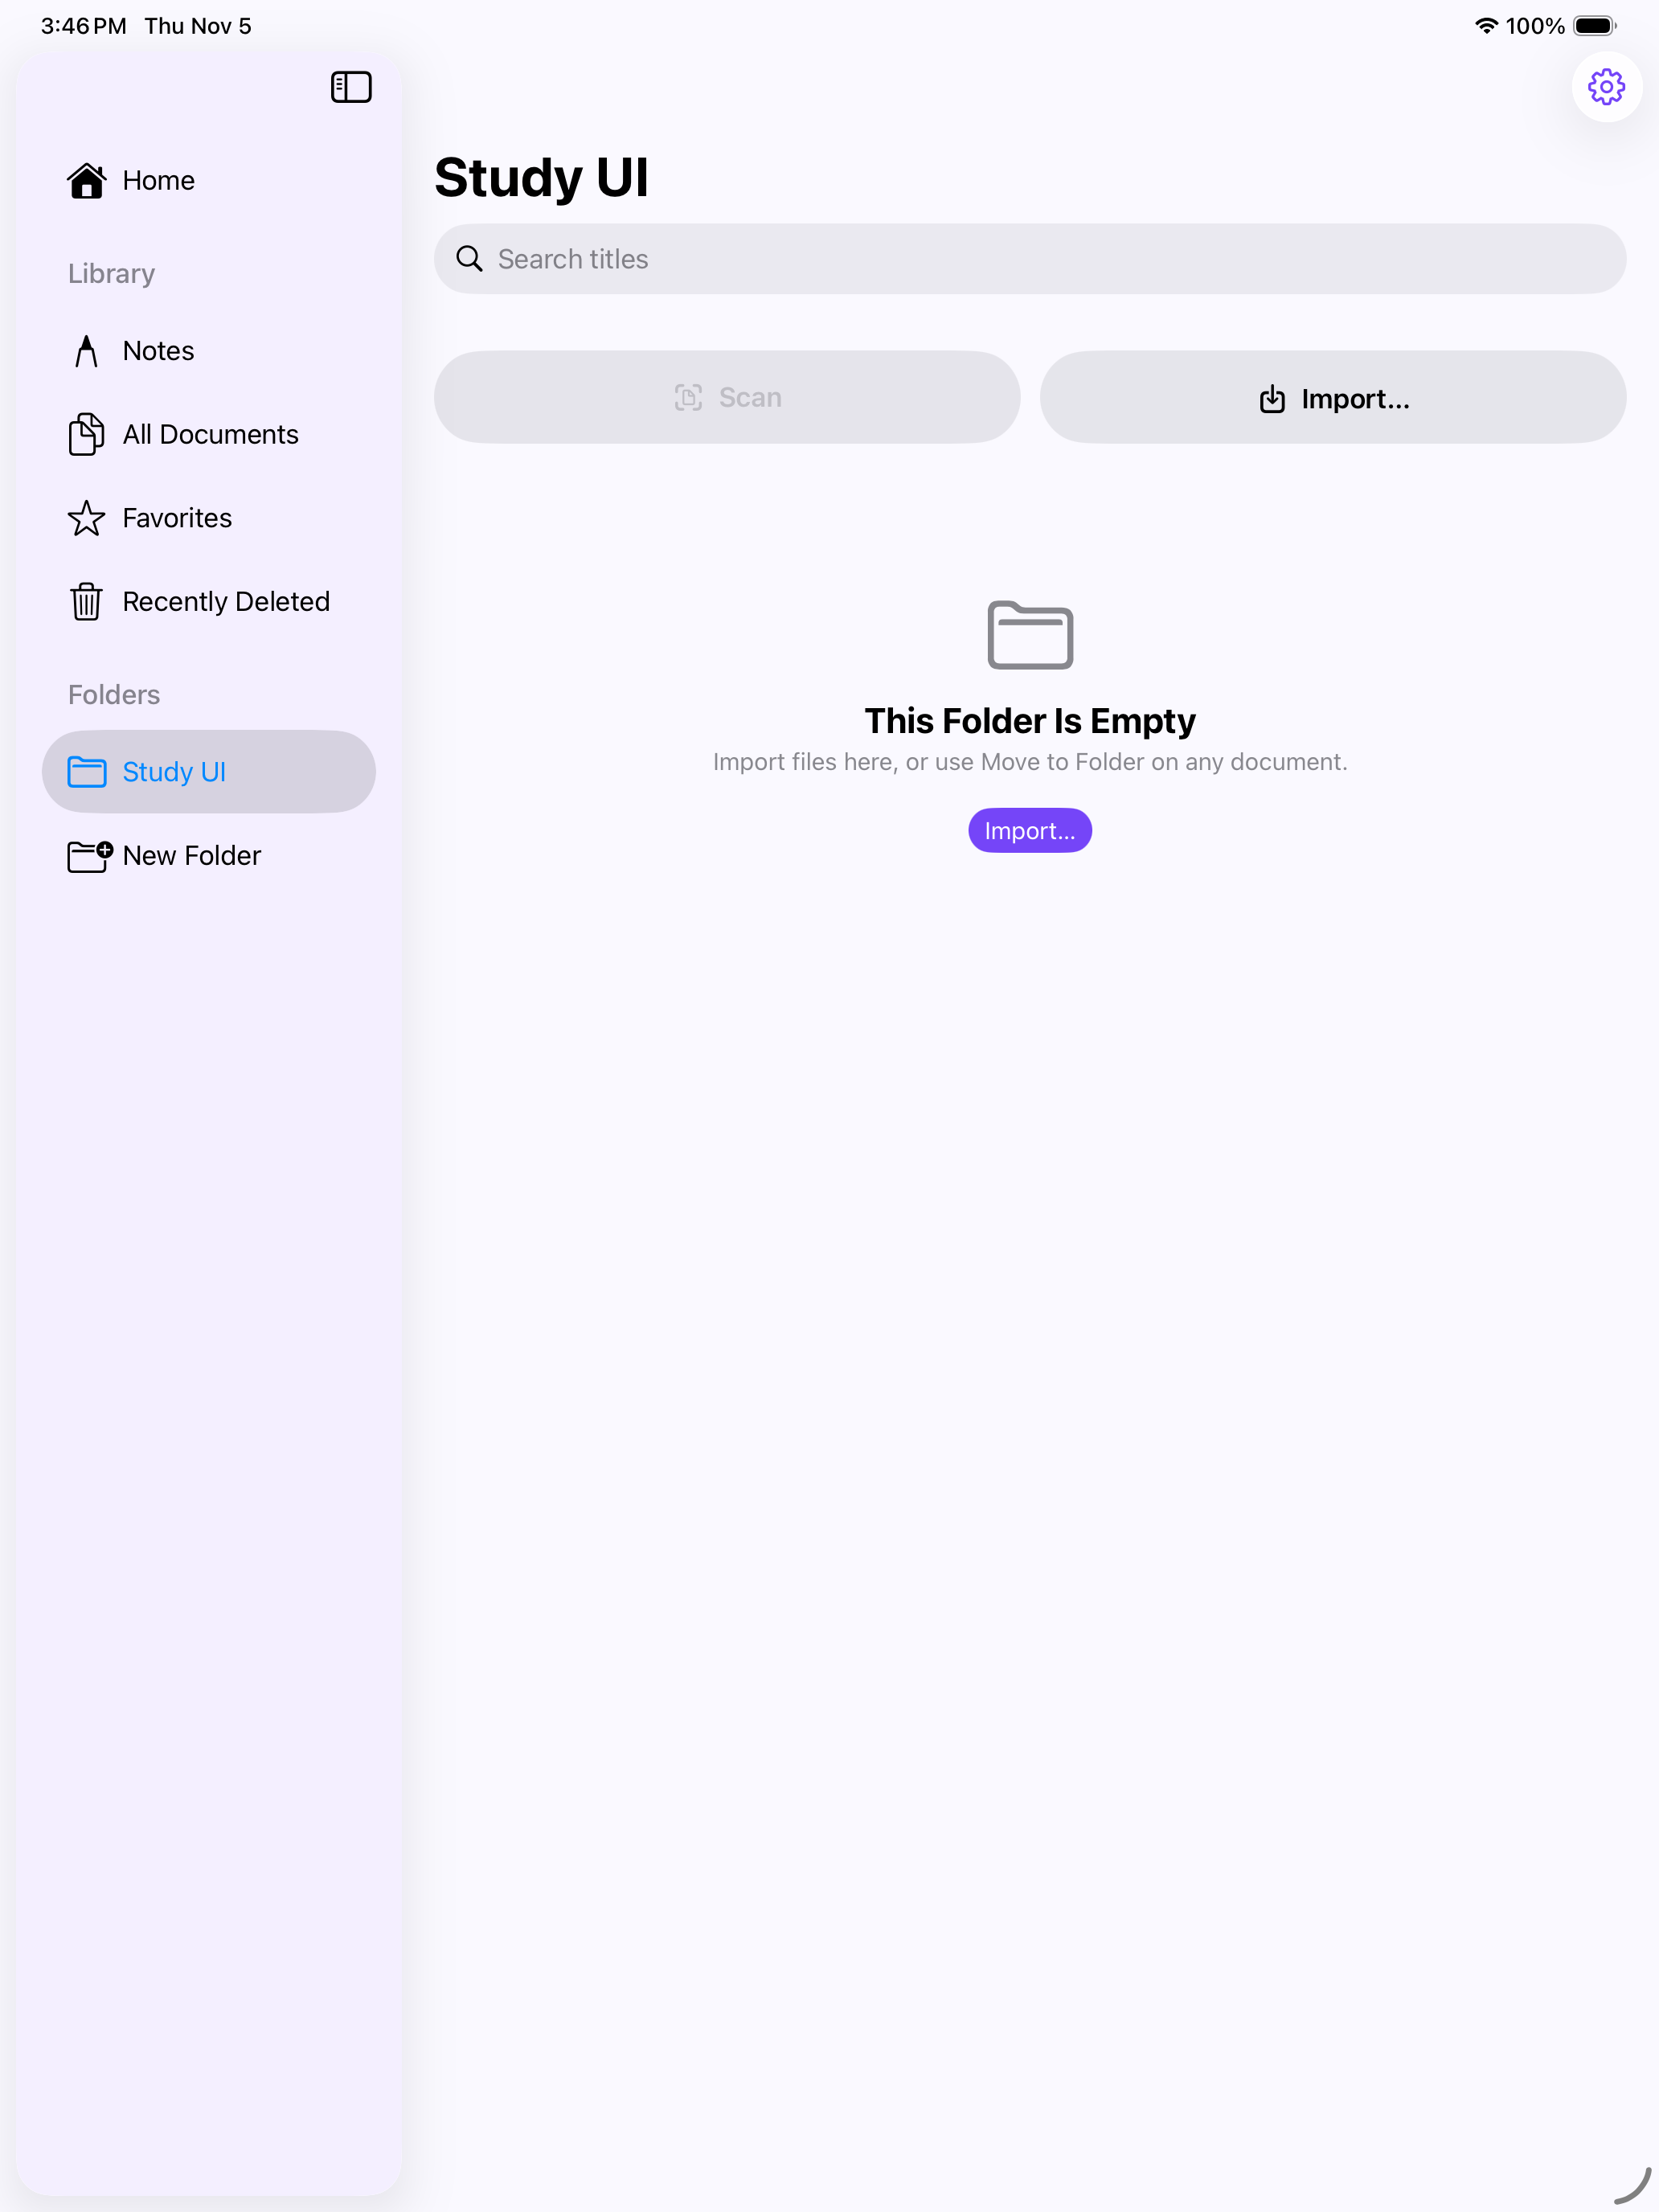 3:46 PM Thu Nov 5
100%
Home
Library
Notes
All Documents
Favorites
Recently Deleted
Folders
Study UI
New Folder
Study UI
Search titles
Scan
Import...
This Folder Is Empty
Import files here, or use Move to Folder on any document.
Import...